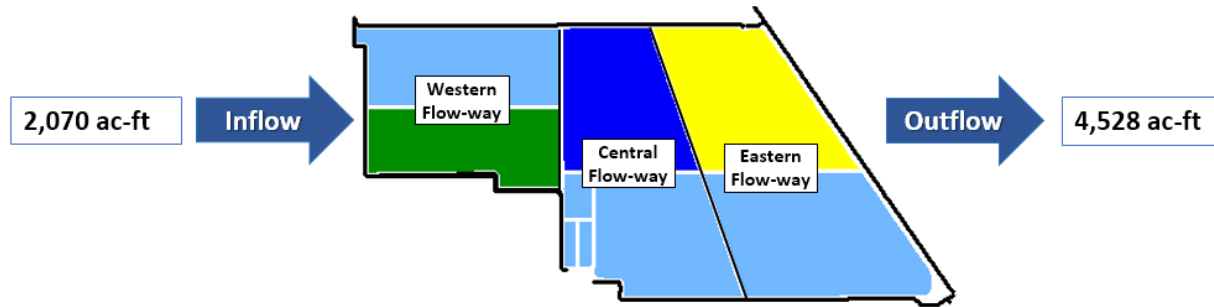 2,070 ac-ft
Inflow
Western
Flow-way
Central
Flow-way
Eastern
Flow-way
Outflow
4,528 ac-ft